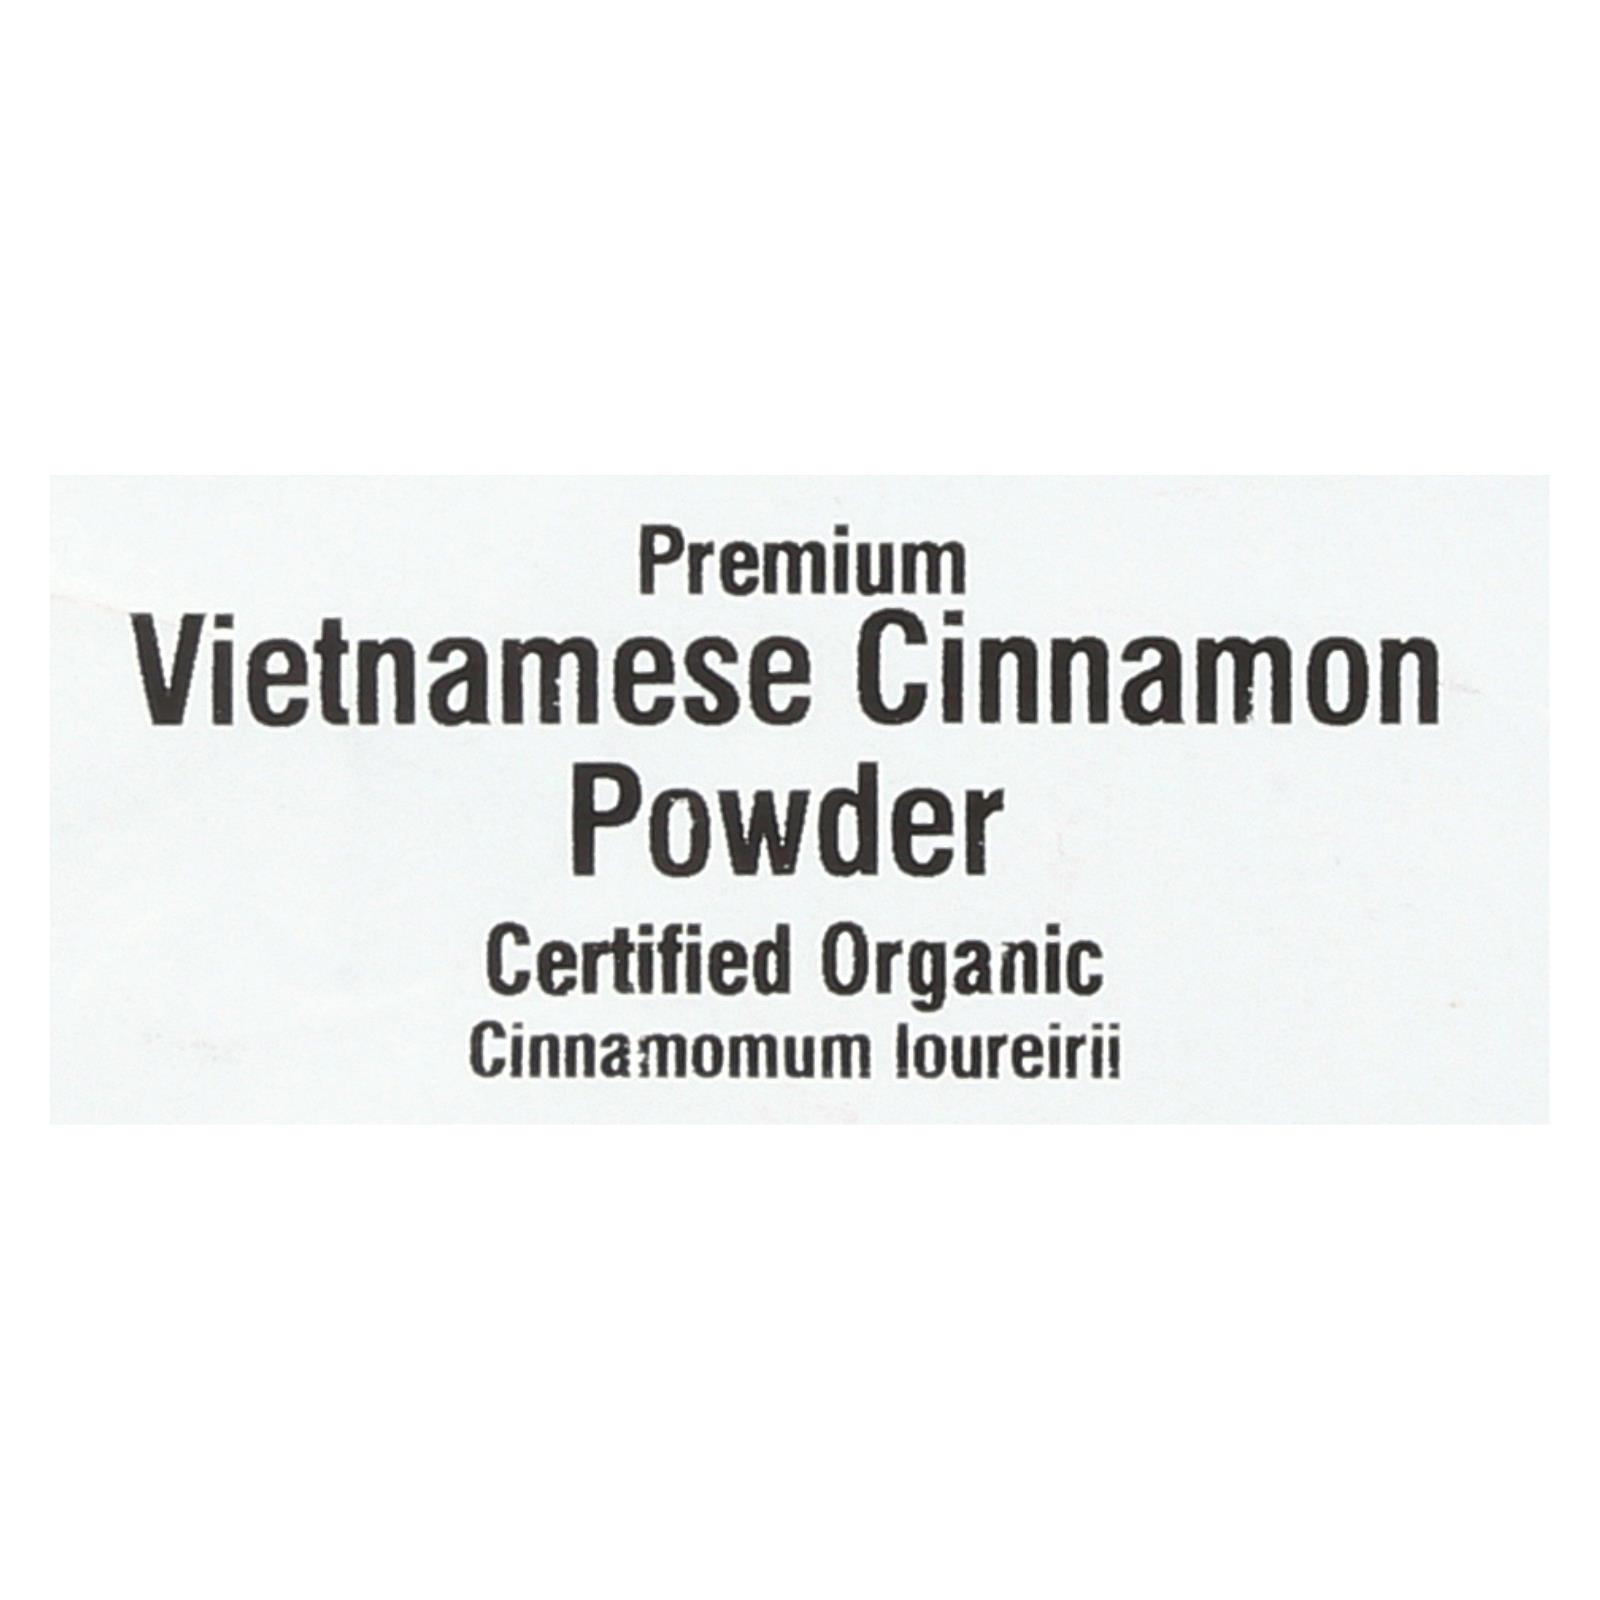 Premium
Vietnamese Cinnamon
Powder
Certified Organic
Cinnamomum loureirii